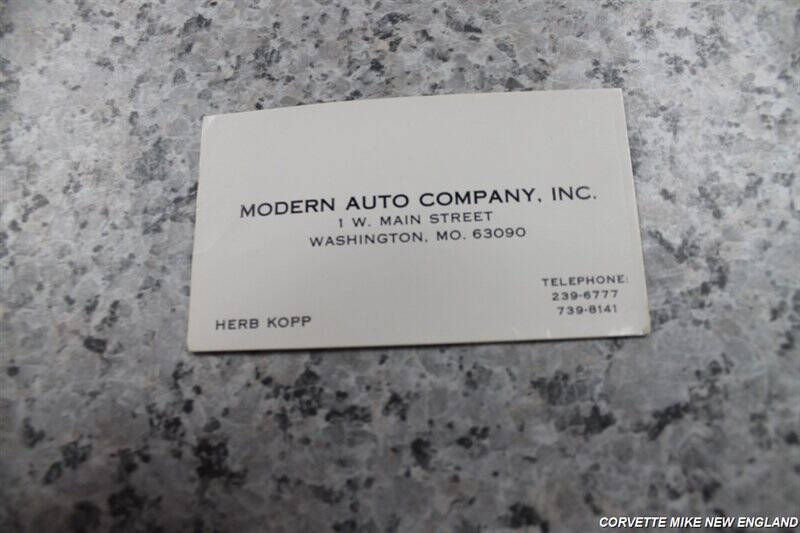 MODERN AUTO COMPANY, INC.
1 W. MAIN STREET
WASHINGTON, MO. 63090
TELEPHONE:
239-6777
739-8141
HERB KOPP
CORVETTE MIKE NEW ENGLAND